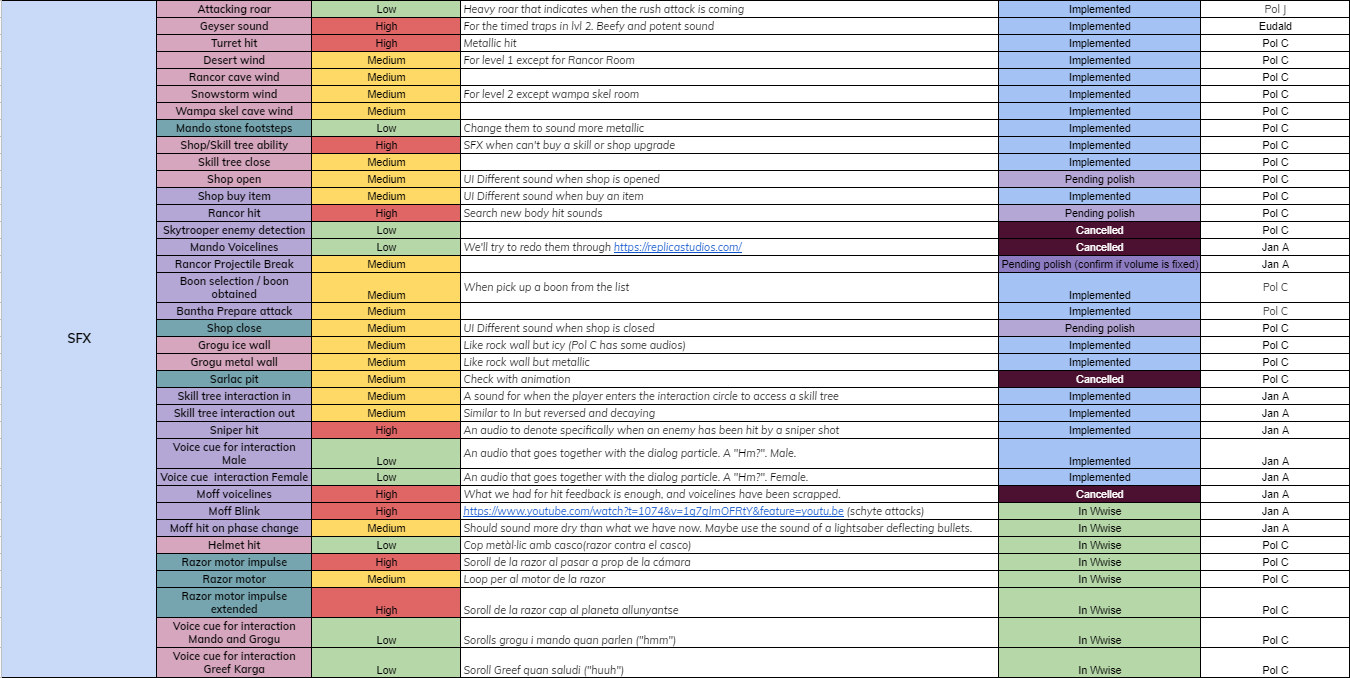 SFX
Attacking roar Low Heavy roar that indicates when the rush attack is coming Implemented Pol J
Geyser sound High For the timed traps in lvl 2. Beefy and potent sound Implemented Eudald
Turret hit High Metallic hit Implemented Pol C
Desert wind Medium For level 1 except for Rancor Room Implemented Pol C
Rancor cave wind Medium Implemented Pol C
Snowstorm wind Medium For level 2 except wampa skel room Implemented Pol C
Wampa skel cave wind Medium Implemented Pol C
Mando stone footsteps Low Change them to sound more metallic Implemented Pol C
Shop/Skill tree ability High SFX when can't buy a skill or shop upgrade Implemented Pol C
Skill tree close Medium Implemented Pol C
Shop open Medium UI Different sound when shop is opened Pending polish Pol C
Shop buy item Medium UI Different sound when buy an item Implemented Pol C
Rancor hit High Search new body hit sounds Pending polish Pol C
Skytrooper enemy detection Low Cancelled Pol C
Mando Voicelines Low We'll try to redo them through https://replicastudios.com/ Cancelled Jan A
Rancor Projectile Break Medium Pending polish (confirm if volume is fixed) Jan A
Boon selection / boon
obtained Medium When pick up a boon from the list Implemented Pol C
Bantha Prepare attack Medium Implemented Pol C
Shop close Medium UI Different sound when shop is closed Pending polish Pol C
Grogu ice wall Medium Like rock wall but icy (Pol C has some audios) Implemented Pol C
Grogu metal wall Medium Like rock wall but metallic Implemented Pol C
Sarlac pit Medium Check with animation Cancelled Pol C
Skill tree interaction in Medium A sound for when the player enters the interaction circle to access a skill tree Implemented Jan A
Skill tree interaction out Medium Similar to In but reversed and decaying Implemented Jan A
Sniper hit High An audio to denote specifically when an enemy has been hit by a sniper shot Implemented Jan A
Voice cue for interaction
Male Low An audio that goes together with the dialog particle. A "Hm?". Male. Implemented Jan A
Voice cue interaction Female Low An audio that goes together with the dialog particle. A "Hm?". Female. Implemented Jan A
Moff voicelines High What we had for hit feedback is enough, and voicelines have been scrapped. Cancelled Jan A
Moff Blink High https://www.youtube.com/watch?t=1074&v=1q7qlmOFRtY&feature=youtu.be (schyte attacks) In Wwise Jan A
Moff hit on phase change Medium Should sound more dry than what we have now. Maybe use the sound of a lightsaber deflecting bullets. In Wwise Jan A
Helmet hit Low Cop metàl·lic amb casco(razor contra el casco) In Wwise Pol C
Razor motor impulse High Soroll de la razor al pasar a prop de la cámara In Wwise Pol C
Razor motor Medium Loop per al motor de la razor In Wwise Pol C
Razor motor impulse
extended High Soroll de la razor cap al planeta allunyantse In Wwise Pol C
Voice cue for interaction
Mando and Grogu Low Sorolls grogu i mando quan parlen ("hmm") In Wwise Pol C
Voice cue for interaction
Greef Karga Low Soroll Greef quan saludi ("huuh") In Wwise Pol C